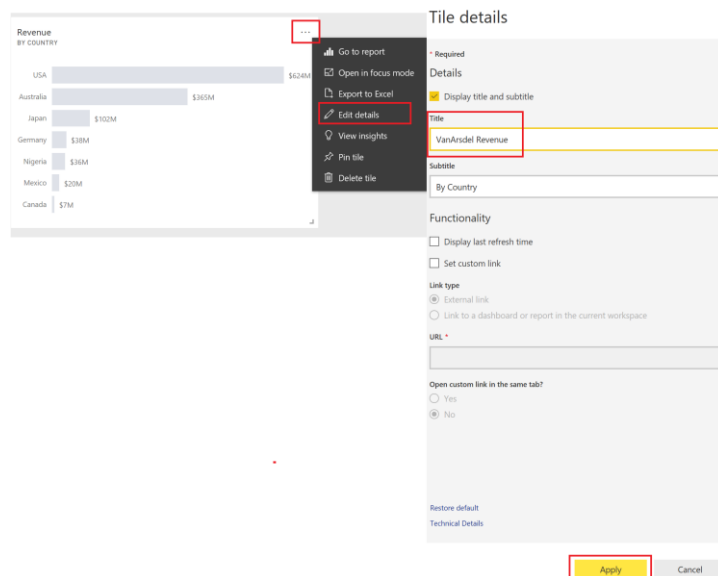 Revenue
BY COUNTRY
...
USA $624M
Australia $365M
Japan $102M
Germany $38M
Nigeria $36M
Mexico $20M
Canada $7M
Go to report
Open in focus mode
Export to Excel
Edit details
View insights
Pin tile
Delete tile
Tile details
* Required
Details
Display title and subtitle
Title
VanArsdel Revenue
Subtitle
By Country
Functionality
Display last refresh time
Set custom link
Link type
External link
Link to a dashboard or report in the current workspace
URL *
Open custom link in the same tab?
Yes
No
Restore default
Technical Details
Apply Cancel